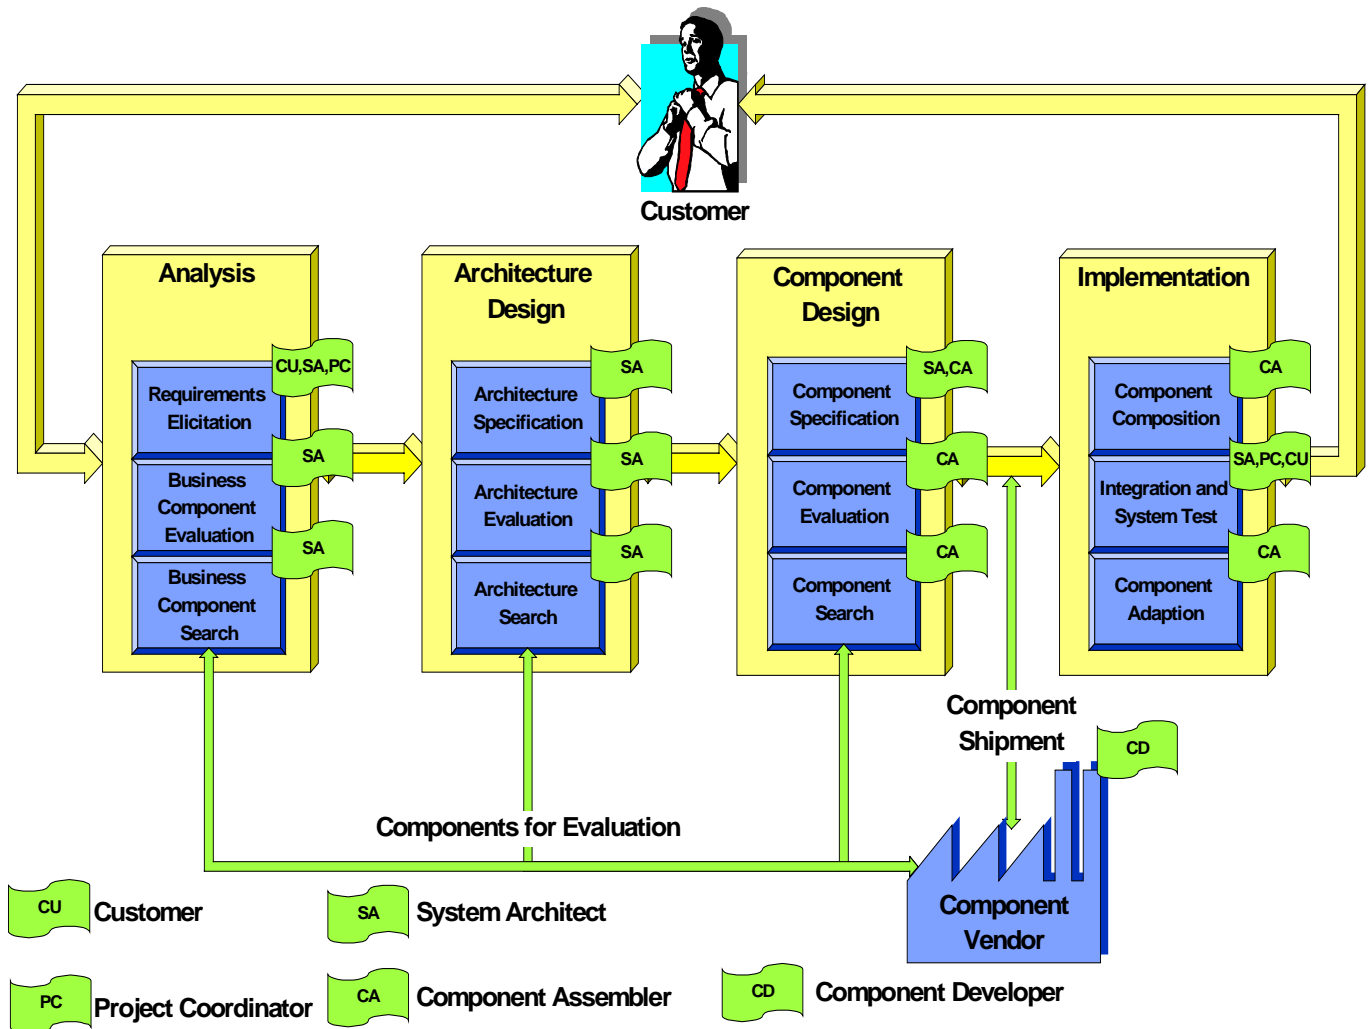 Customer
Analysis
CU,SA,PC
Requirements
Elicitation
SA
Business
Component
Evaluation
SA
Business
Component
Search
Architecture
Design
SA
Architecture
Specification
SA
Architecture
Evaluation
SA
Architecture
Search
Component
Design
SA,CA
Component
Specification
CA
Component
Evaluation
CA
Component
Search
Implementation
CA
Component
Composition
SA,PC,CU
Integration and
System Test
CA
Component
Adaption
Component
Shipment
CD
Components for Evaluation
Component
Vendor
CU Customer
SA System Architect
PC Project Coordinator
CA Component Assembler
CD Component Developer